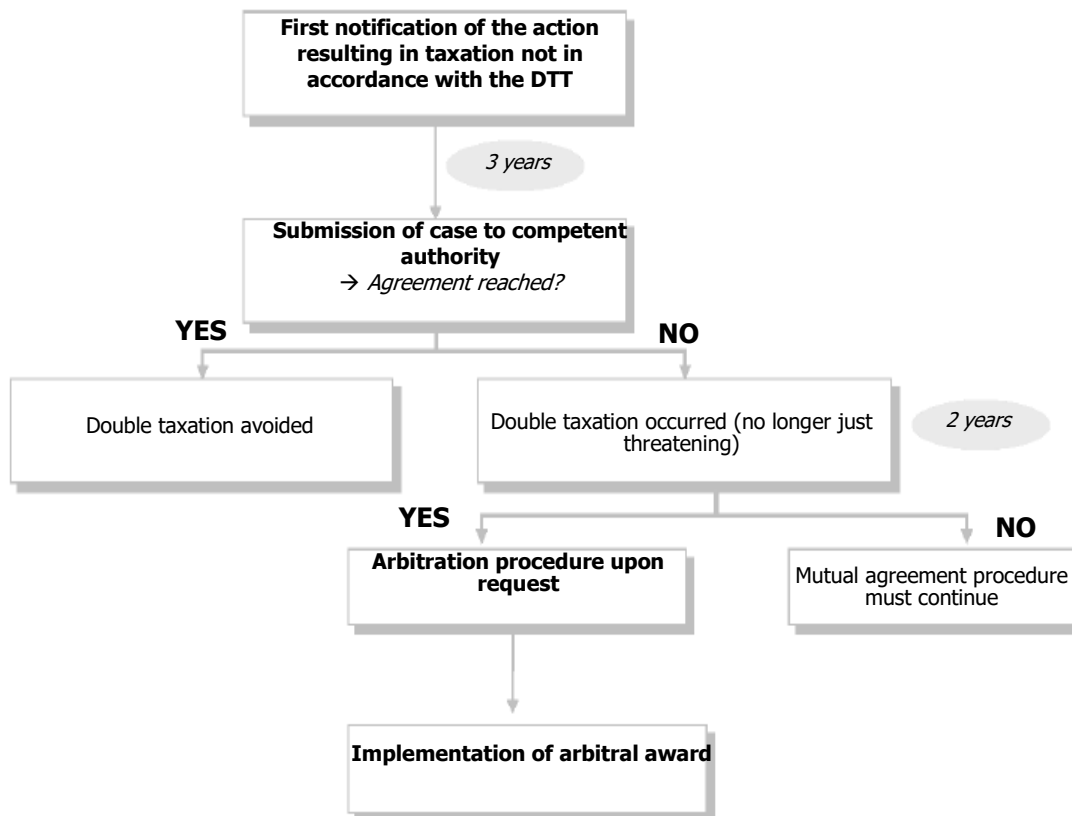 First notification of the action
resulting in taxation not in
accordance with the DTT
3 years
Submission of case to competent
authority
→ Agreement reached?
YES
NO
Double taxation avoided
Double taxation occurred (no longer just
threatening)
2 years
YES
NO
Arbitration procedure upon
request
Mutual agreement procedure
must continue
Implementation of arbitral award